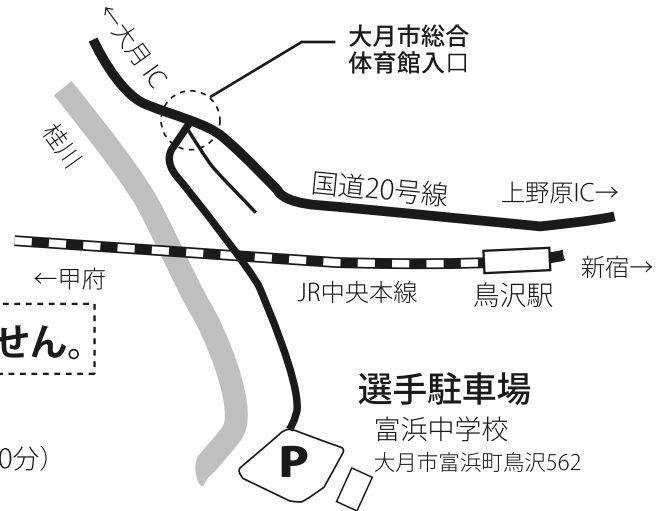 ←大月 IC
大月市総合
体育館入口
桂川
国道20号線
上野原IC→
←甲府
JR中央本線
鳥沢駅
新宿→
せん。
選手駐車場
富浜中学校
大月市富浜町鳥沢562
0分）
P